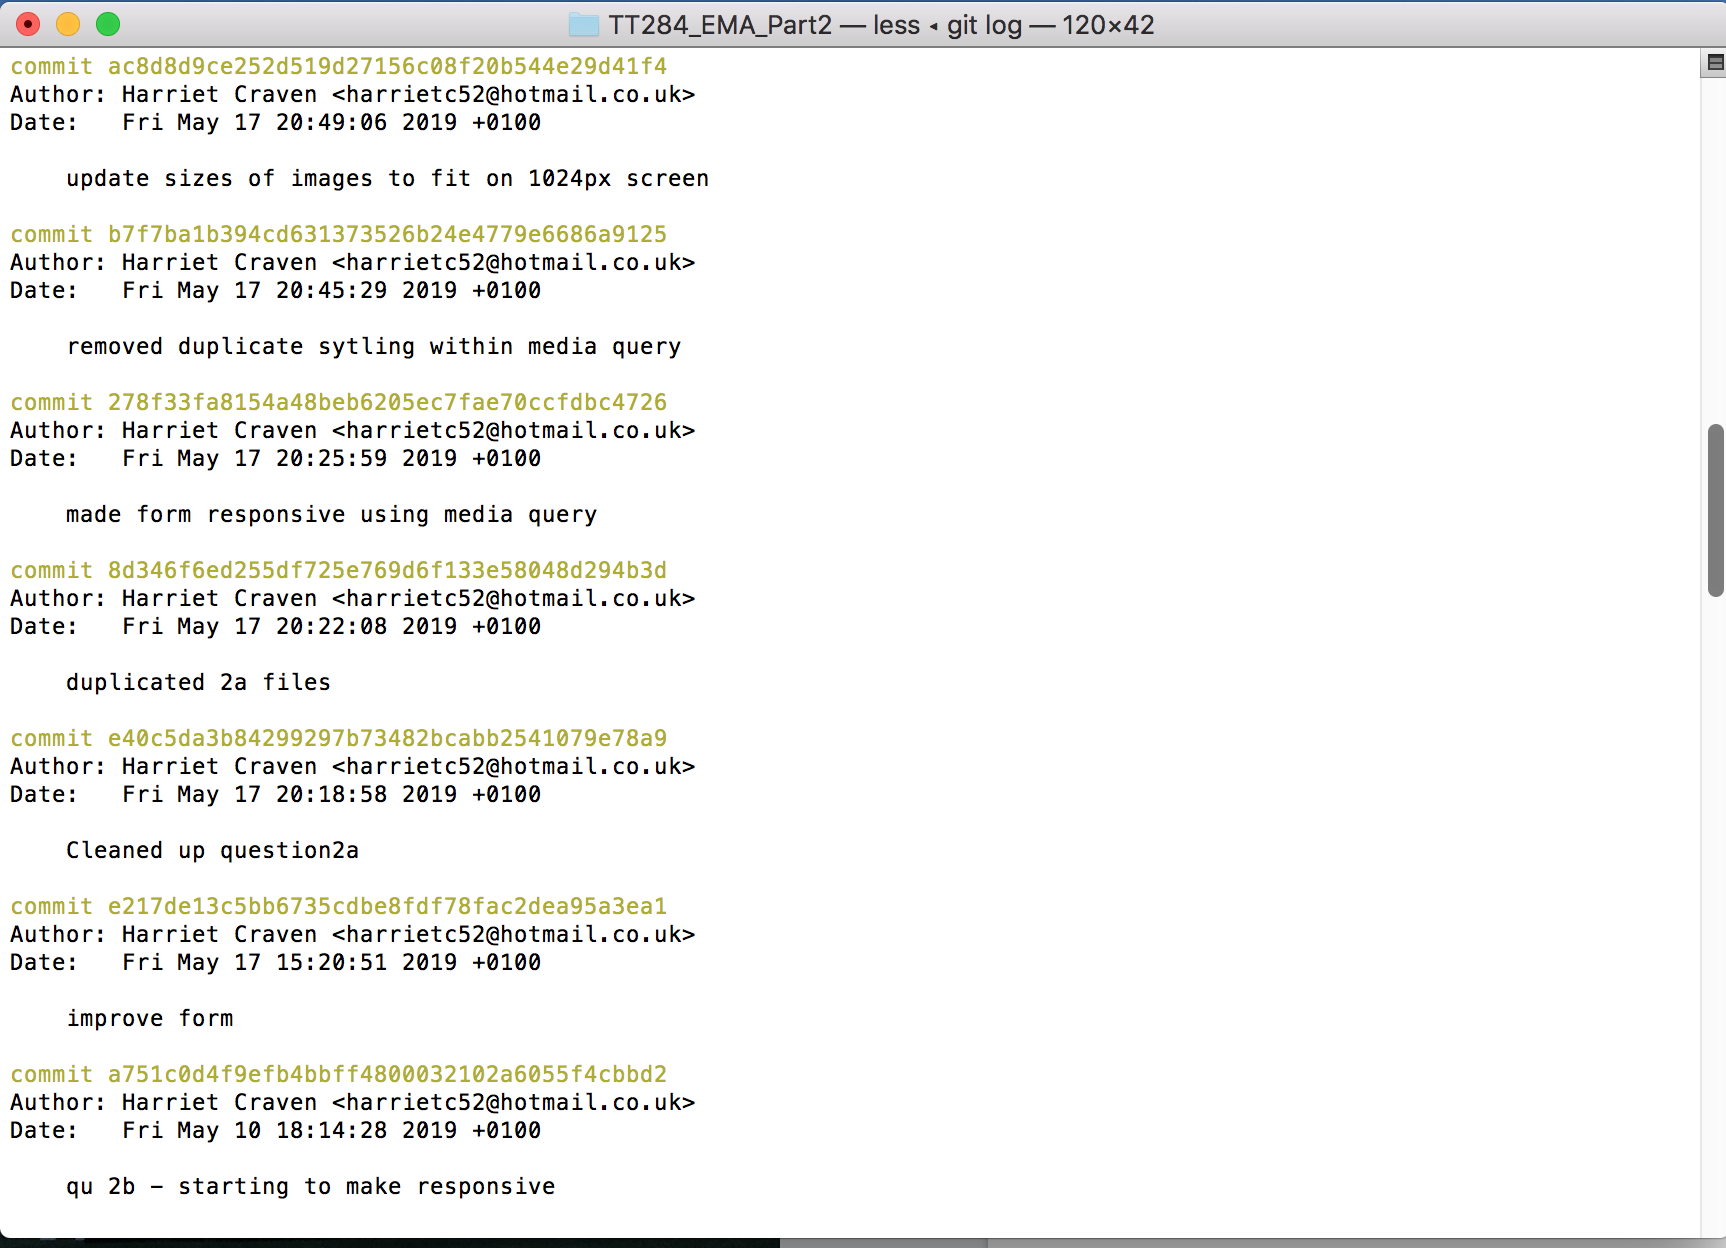 TT284_EMA_Part2 — less ◂ git log — 120×42
commit ac8d8d9ce252d519d27156c08f20b544e29d41f4
Author: Harriet Craven <harrietc52@hotmail.co.uk>
Date:   Fri May 17 20:49:06 2019 +0100
update sizes of images to fit on 1024px screen
commit b7f7ba1b394cd631373526b24e4779e6686a9125
Author: Harriet Craven <harrietc52@hotmail.co.uk>
Date:   Fri May 17 20:45:29 2019 +0100
removed duplicate sytling within media query
commit 278f33fa8154a48beb6205ec7fae70ccfdbc4726
Author: Harriet Craven <harrietc52@hotmail.co.uk>
Date:   Fri May 17 20:25:59 2019 +0100
made form responsive using media query
commit 8d346f6ed255df725e769d6f133e58048d294b3d
Author: Harriet Craven <harrietc52@hotmail.co.uk>
Date:   Fri May 17 20:22:08 2019 +0100
duplicated 2a files
commit e40c5da3b84299297b73482bcabb2541079e78a9
Author: Harriet Craven <harrietc52@hotmail.co.uk>
Date:   Fri May 17 20:18:58 2019 +0100
Cleaned up question2a
commit e217de13c5bb6735cdbe8fdf78fac2dea95a3ea1
Author: Harriet Craven <harrietc52@hotmail.co.uk>
Date:   Fri May 17 15:20:51 2019 +0100
improve form
commit a751c0d4f9efb4bbff4800032102a6055f4cbbd2
Author: Harriet Craven <harrietc52@hotmail.co.uk>
Date:   Fri May 10 18:14:28 2019 +0100
qu 2b – starting to make responsive